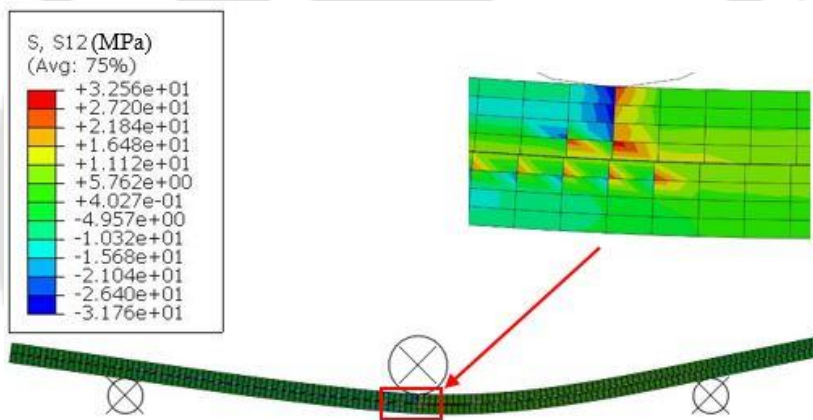 S, S12(MPa)
(Avg: 75%)
+3.256e+01
+2.720e+01
+2.184e+01
+1.648e+01
+1.112e+01
+5.762e+00
+4.027e-01
-4.957e+00
-1.032e+01
-1.568e+01
-2.104e+01
-2.640e+01
-3.176e+01